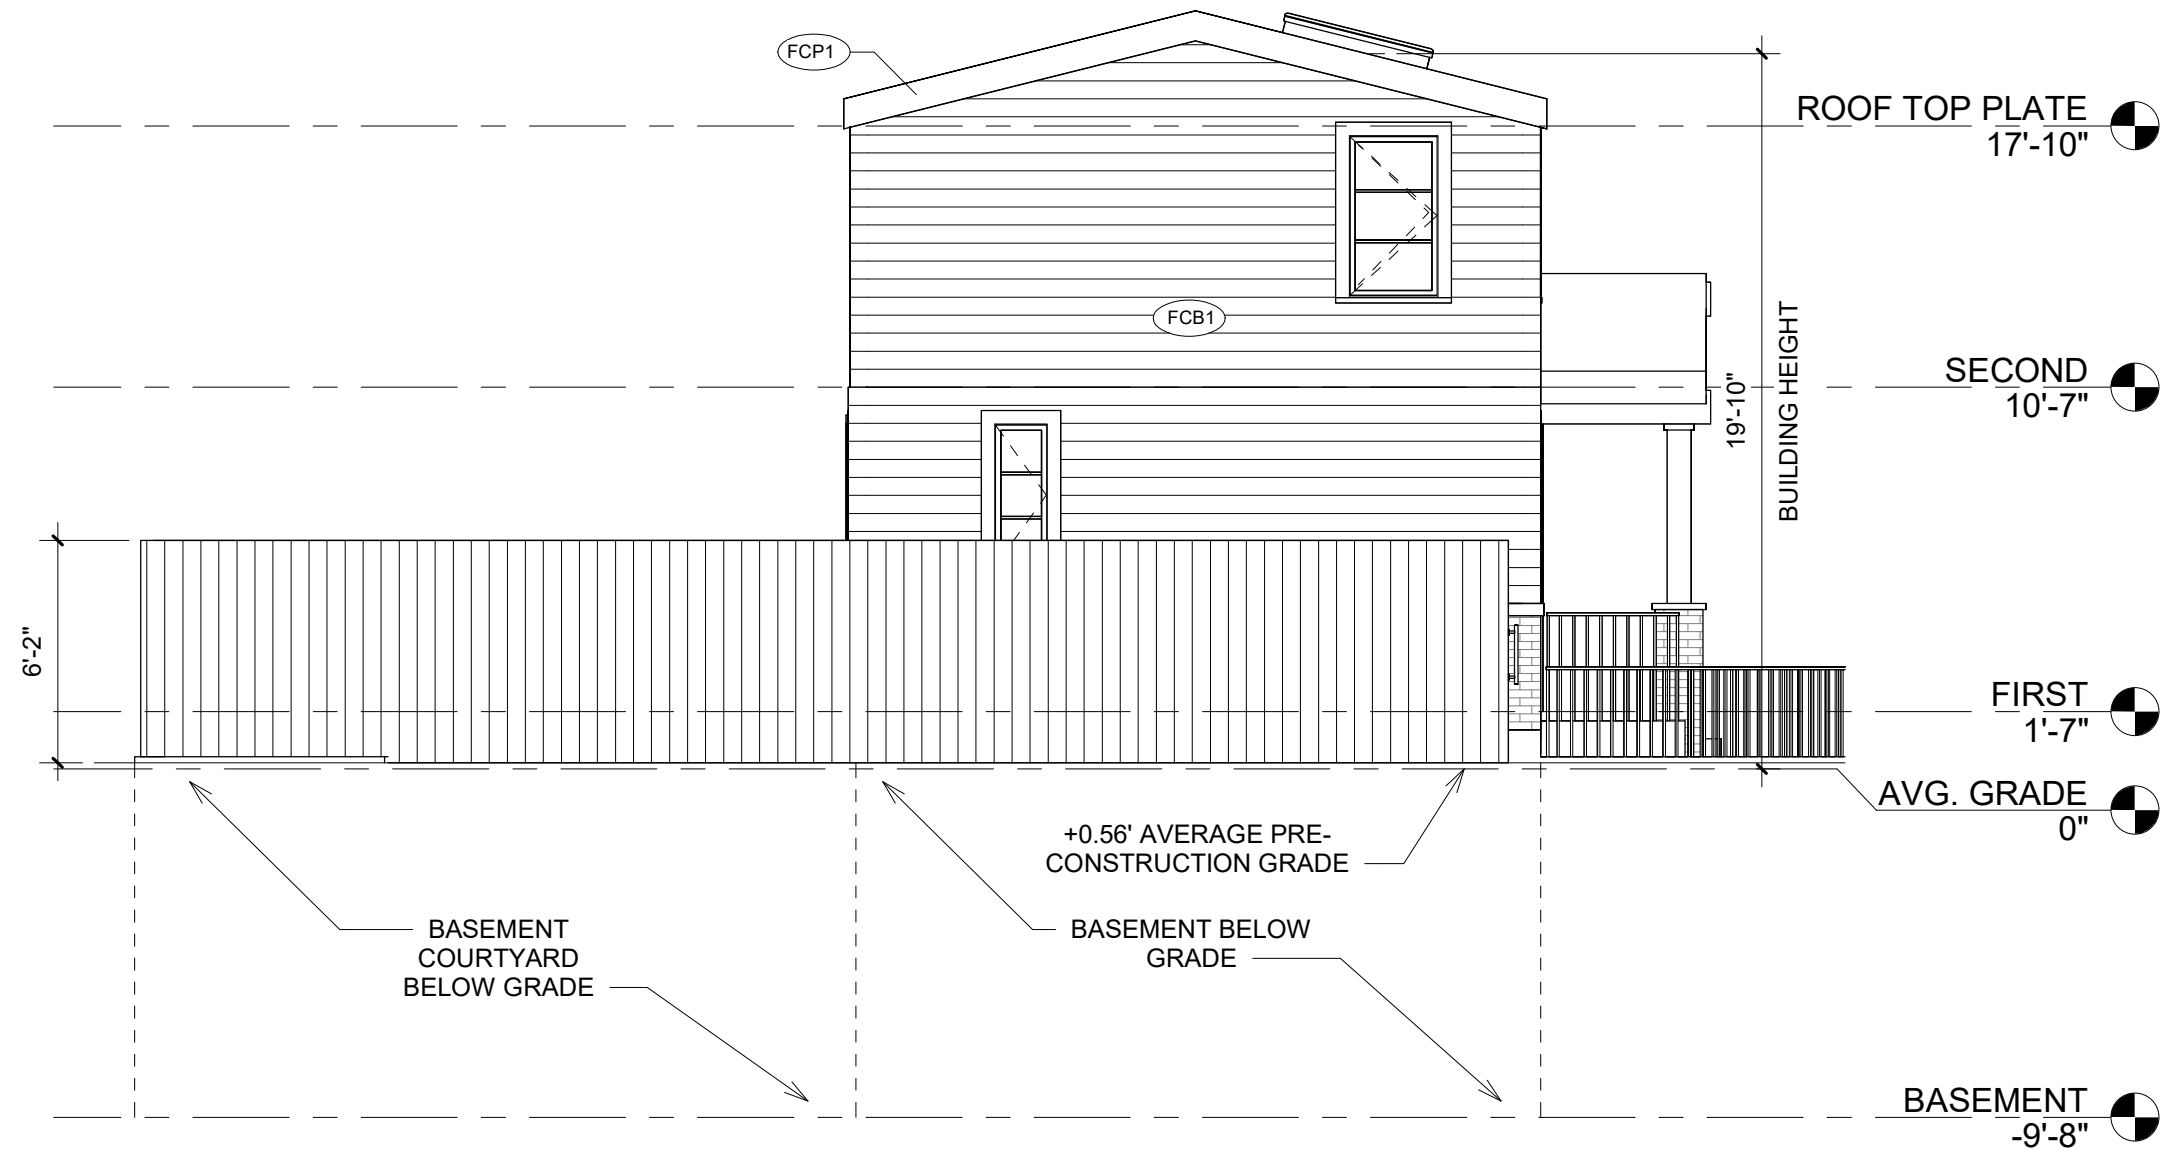 FCP1
ROOF TOP PLATE
17'-10"
FCB1
SECOND
10'-7"
19'-10"
BUILDING HEIGHT
6'-2"
FIRST
1'-7"
AVG. GRADE
0"
+0.56' AVERAGE PRE-
CONSTRUCTION GRADE
BASEMENT
COURTYARD
BELOW GRADE
BASEMENT BELOW
GRADE
BASEMENT
-9'-8"